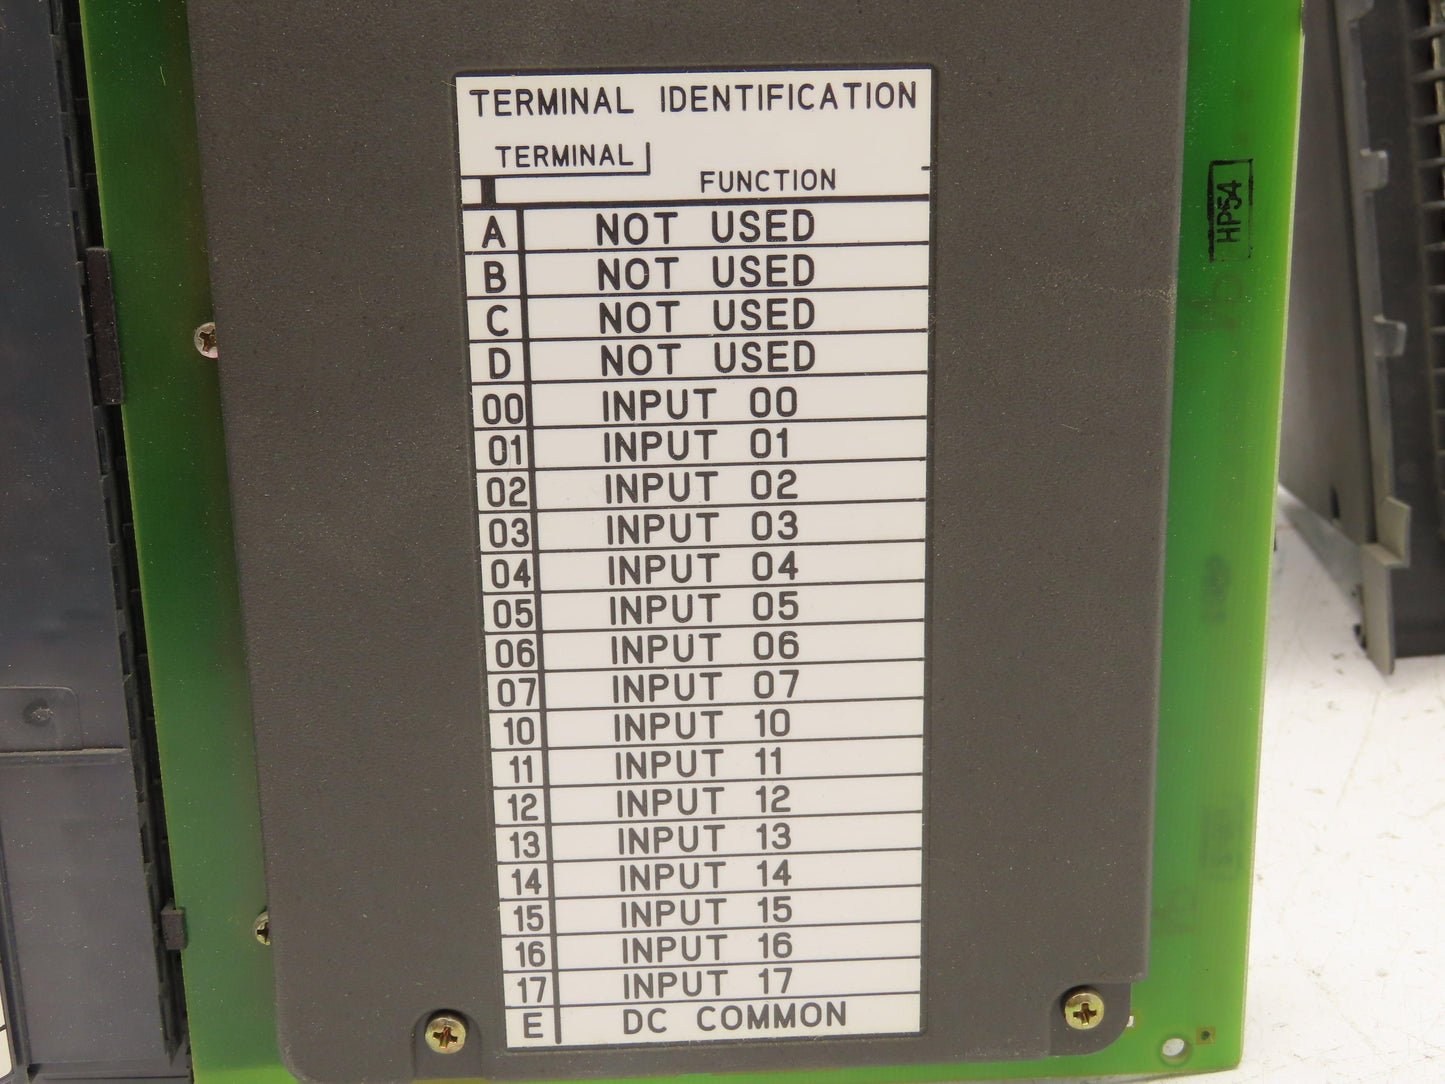 TERMINAL IDENTIFICATION
TERMINAL
FUNCTION
A NOT USED
B NOT USED
C NOT USED
D NOT USED
00 INPUT 00
01 INPUT 01
02 INPUT 02
03 INPUT 03
04 INPUT 04
05 INPUT 05
06 INPUT 06
07 INPUT 07
10 INPUT 10
11 INPUT 11
12 INPUT 12
13 INPUT 13
14 INPUT 14
15 INPUT 15
16 INPUT 16
17 INPUT 17
E DC COMMON
HP54